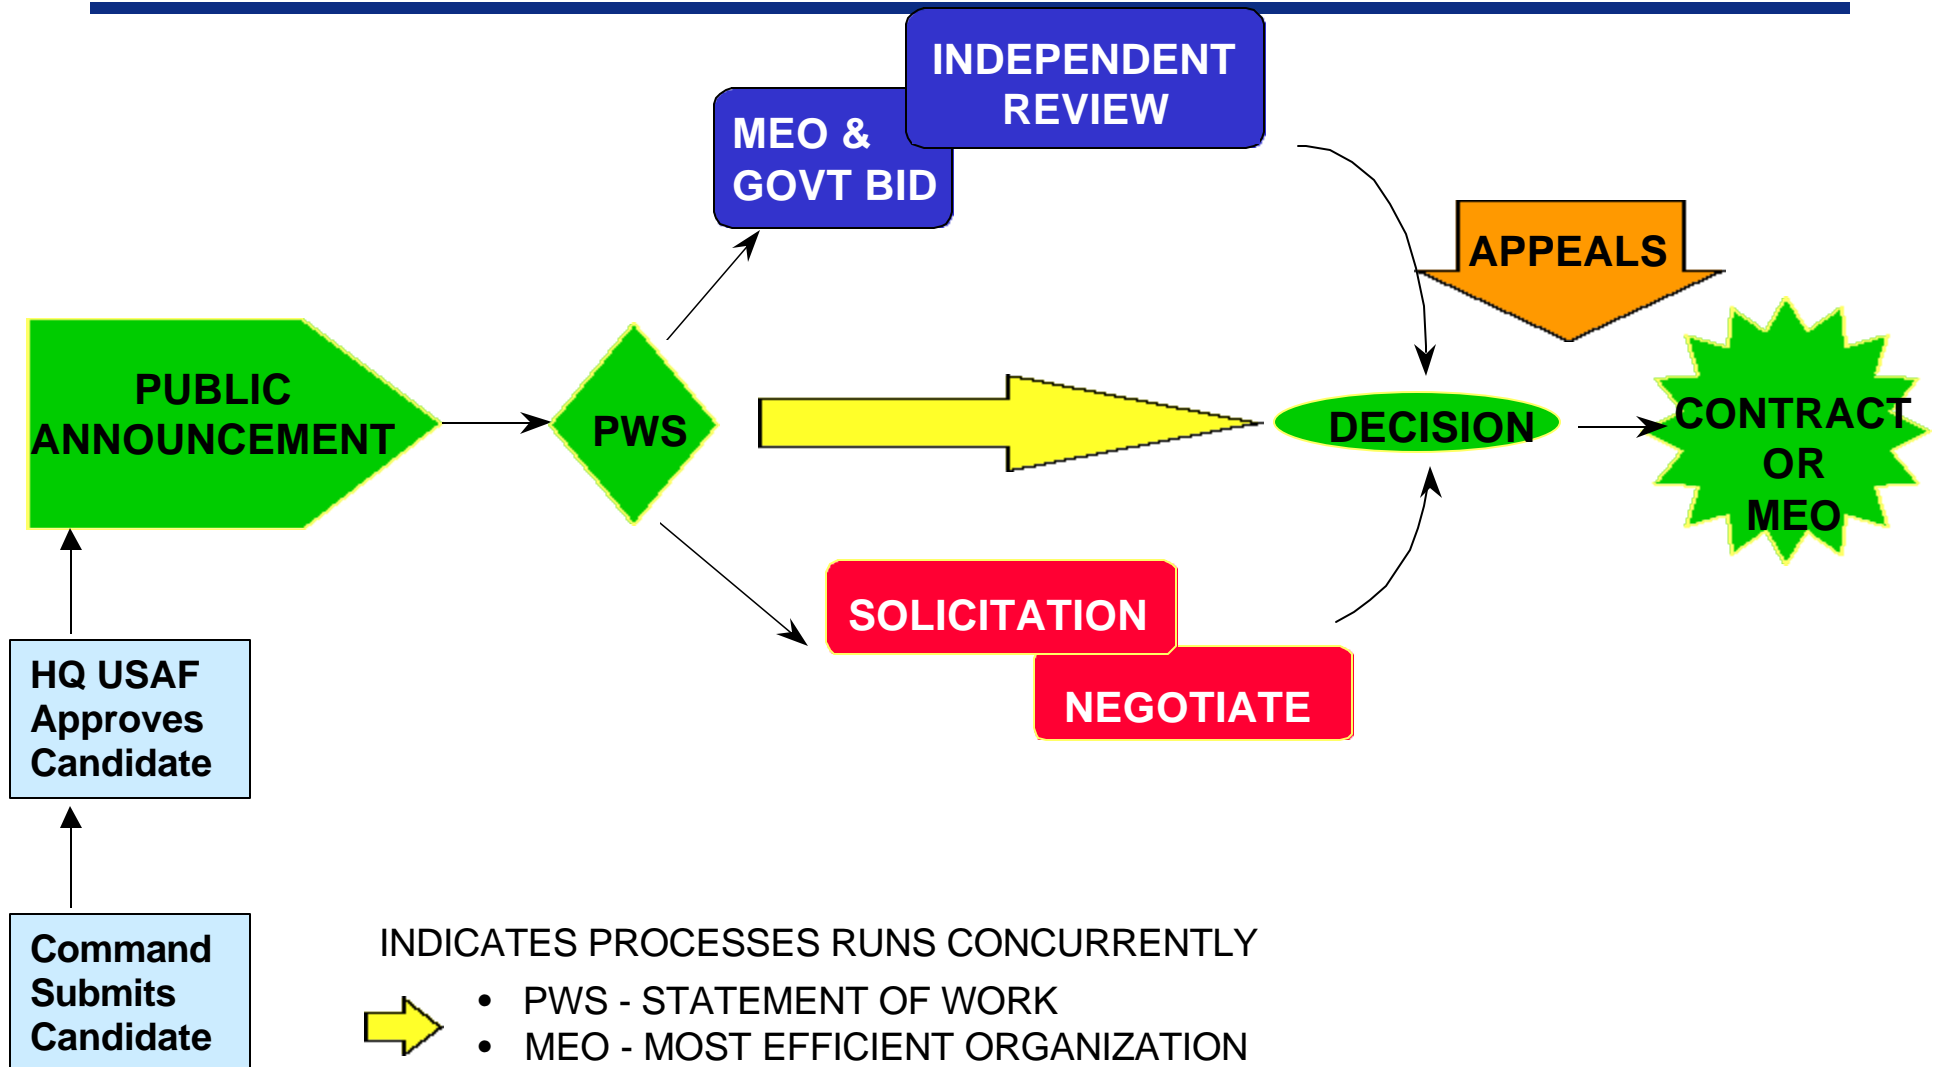 INDEPENDENT
REVIEW
MEO &
GOVT BID
APPEALS
PUBLIC
ANNOUNCEMENT
PWS
DECISION
CONTRACT
OR
MEO
SOLICITATION
NEGOTIATE
HQ USAF
Approves
Candidate
Command
Submits
Candidate
INDICATES PROCESSES RUNS CONCURRENTLY
• PWS - STATEMENT OF WORK
• MEO - MOST EFFICIENT ORGANIZATION